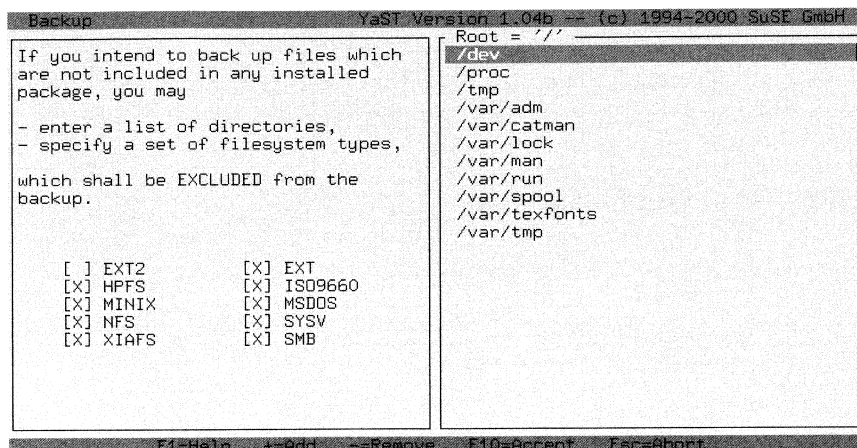 Backup YaST Version 1.04b -- (c) 1994-2000 SuSE GmbH
If you intend to back up files which
are not included in any installed
package, you may
- enter a list of directories,
- specify a set of filesystem types,
which shall be EXCLUDED from the
backup.
[ ] EXT2 [X] EXT
[X] HPFS [X] ISO9660
[X] MINIX [X] MSDOS
[X] NFS [X] SYSV
[X] XIAFS [X] SMB
Root = '/'
/dev
/proc
/tmp
/var/adm
/var/catman
/var/lock
/var/man
/var/run
/var/spool
/var/texfonts
/var/tmp
F1=Help +=Add -=Remove F10=Accept Esc=Abort